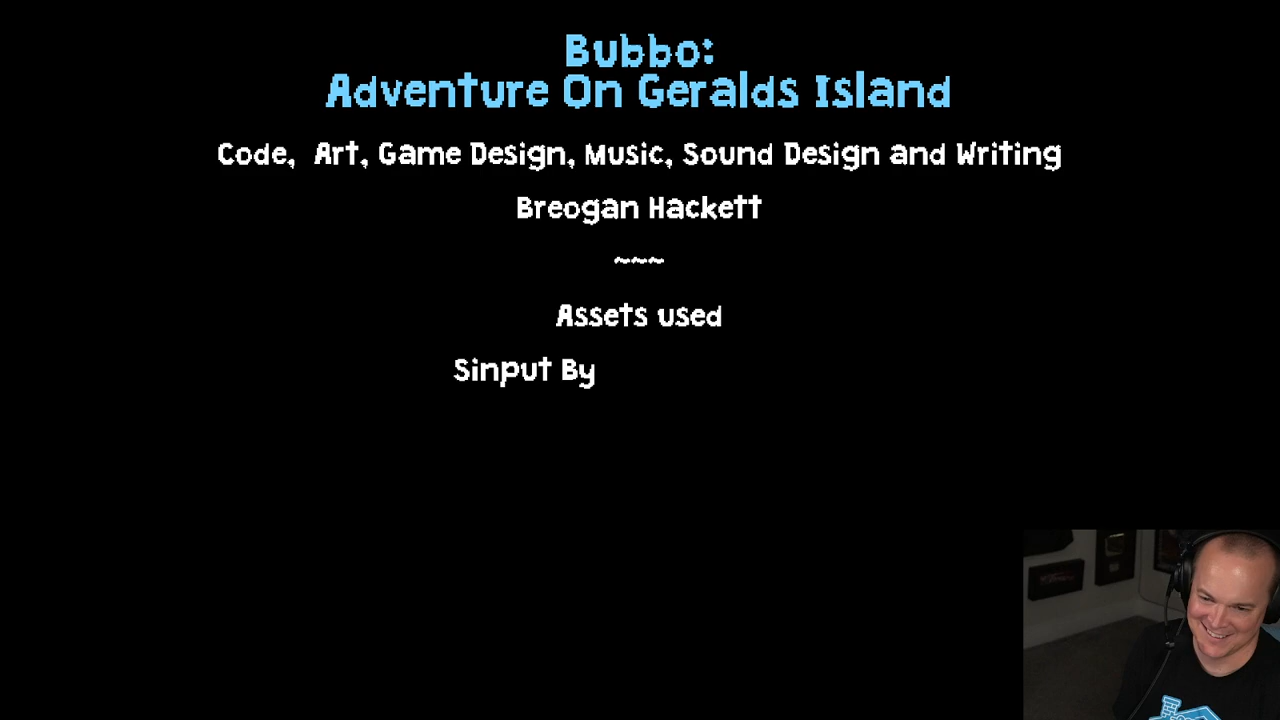 Bubbo:
Adventure On Geralds Island
Code,  Art, Game Design, Music, Sound Design and Writing
Breogan Hackett
~~~
Assets used
Sinput By